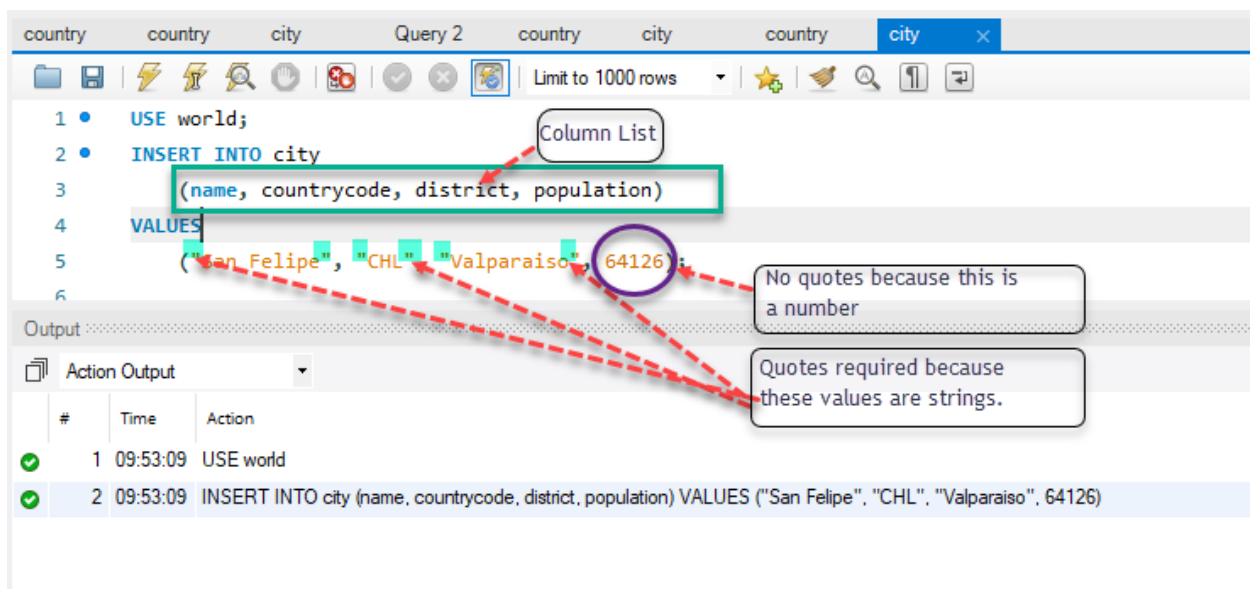 country country city Query 2 country city country city ×
Limit to 1000 rows
1 USE world;
Column List
2 INSERT INTO city
3 (name, countrycode, district, population)
4 VALUES
5 ("San Felipe", "CHL", "Valparaiso", 64126);
No quotes because this is
a number
6
Output
Action Output
Quotes required because
these values are strings.
# Time Action
1 09:53:09 USE world
2 09:53:09 INSERT INTO city (name, countrycode, district, population) VALUES ("San Felipe", "CHL", "Valparaiso", 64126)